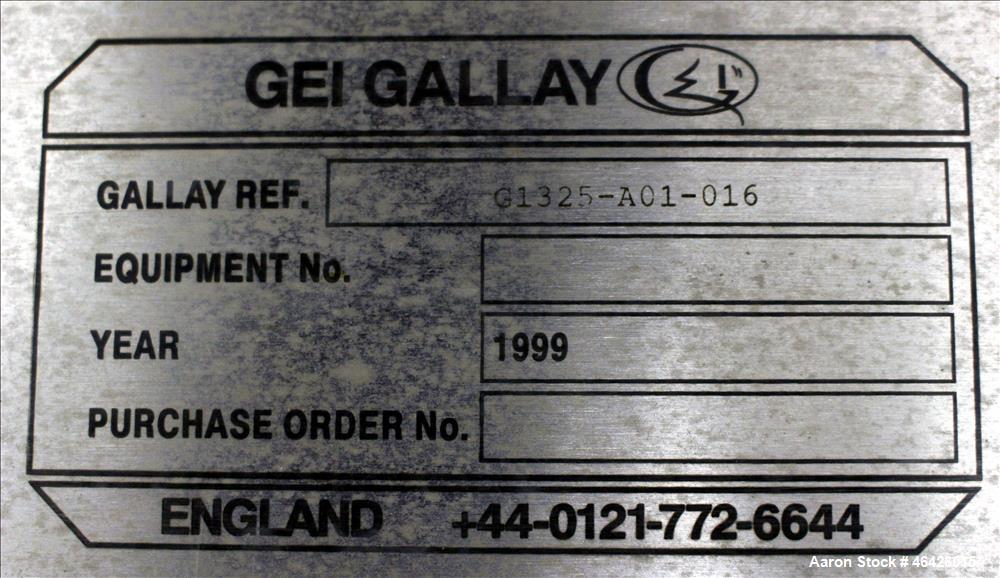 GEI GALLAY
GALLAY REF. G1325-A01-016
EQUIPMENT No.
YEAR 1999
PURCHASE ORDER No.
ENGLAND +44-0121-772-6644
Aaron Stock #